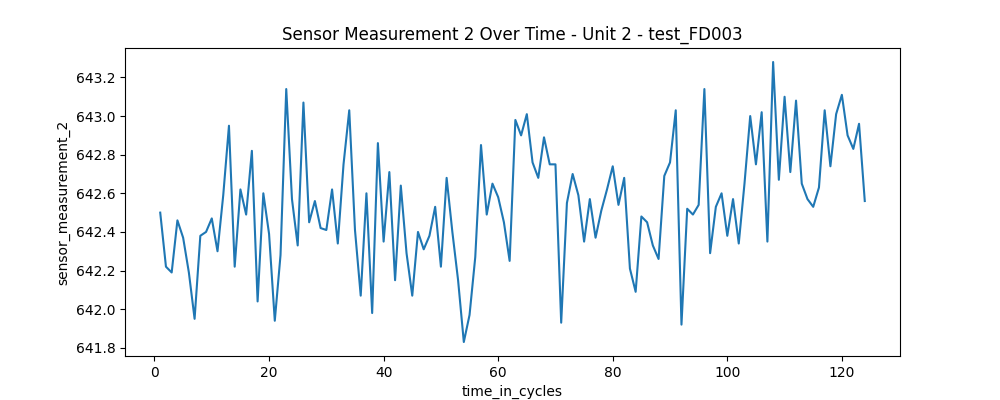 Sensor Measurement 2 Over Time - Unit 2 - test_FD003
sensor_measurement_2
643.2
643.0
642.8
642.6
642.4
642.2
642.0
641.8
0 20 40 60 80 100 120
time_in_cycles